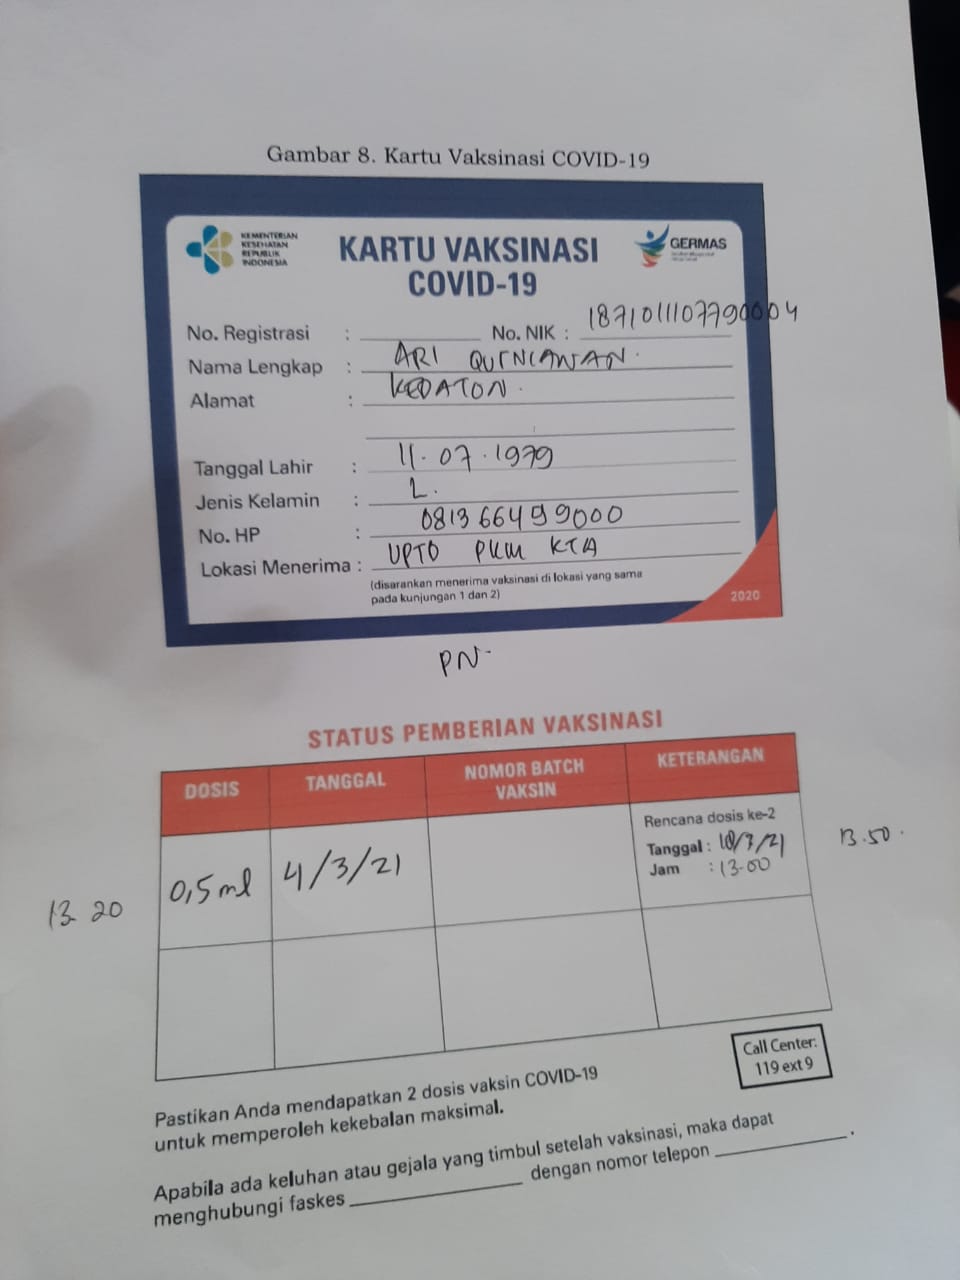 Gambar 8. Kartu Vaksinasi COVID-19
KEMENTERIAN
KESEHATAN
REPUBLIK
INDONESIA
KARTU VAKSINASI
COVID-19
GERMAS
No. Registrasi : No. NIK : 1871011107790004
Nama Lengkap : ARI QURNIAWAN.
Alamat : KEDATON.
Tanggal Lahir : 11.07.1979
Jenis Kelamin : L.
No. HP : 081366499000
Lokasi Menerima : UPTD PKM KTA
(disarankan menerima vaksinasi di lokasi yang sama
pada kunjungan 1 dan 2)
2020
PN.
STATUS PEMBERIAN VAKSINASI
DOSIS TANGGAL NOMOR BATCH VAKSIN KETERANGAN
Rencana dosis ke-2
13 20 0,5 ml 4/3/21 Tanggal : 18/3/21 13.50.
Jam : 13-00
Call Center:
119 ext 9
Pastikan Anda mendapatkan 2 dosis vaksin COVID-19
untuk memperoleh kekebalan maksimal.
Apabila ada keluhan atau gejala yang timbul setelah vaksinasi, maka dapat
menghubungi faskes dengan nomor telepon .